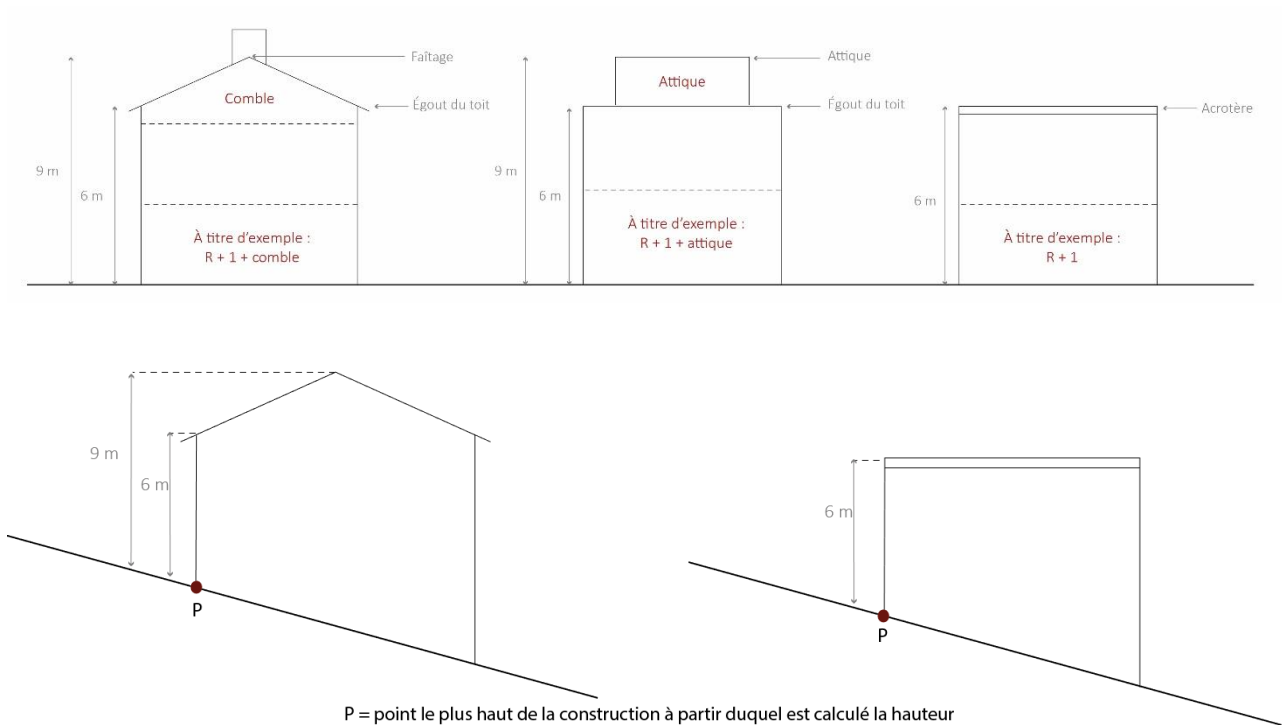 Faîtage
Comble
Égout du toit
9 m
6 m
À titre d'exemple :
R + 1 + comble
Attique
Attique
Égout du toit
9 m
6 m
À titre d'exemple :
R + 1 + attique
Acrotère
6 m
À titre d'exemple :
R + 1
9 m
6 m
P
6 m
P
P = point le plus haut de la construction à partir duquel est calculé la hauteur